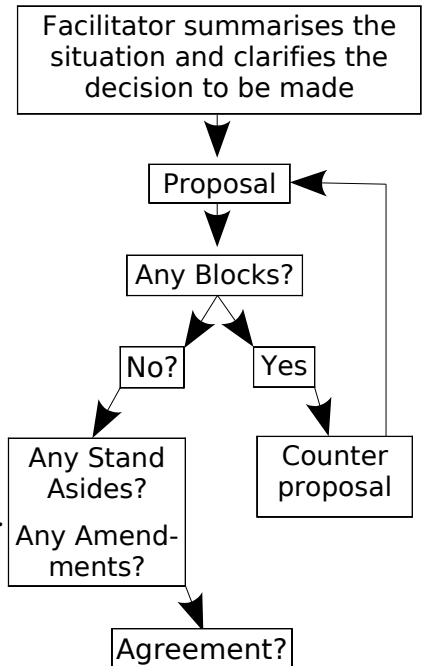 Facilitator summarises the
situation and clarifies the
decision to be made
Proposal
Any Blocks?
No?
Yes
Any Stand
Asides?
Any Amend-
ments?
Counter
proposal
Agreement?